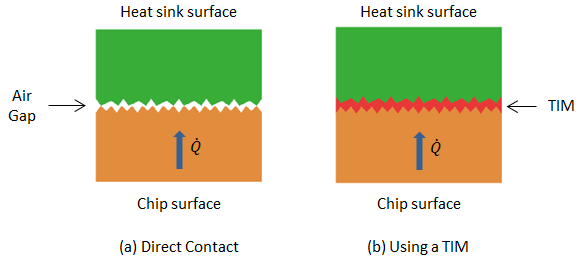 Heat sink surface
Heat sink surface
Air
Gap
TIM
Q̇
Q̇
Chip surface
Chip surface
(a) Direct Contact
(b) Using a TIM